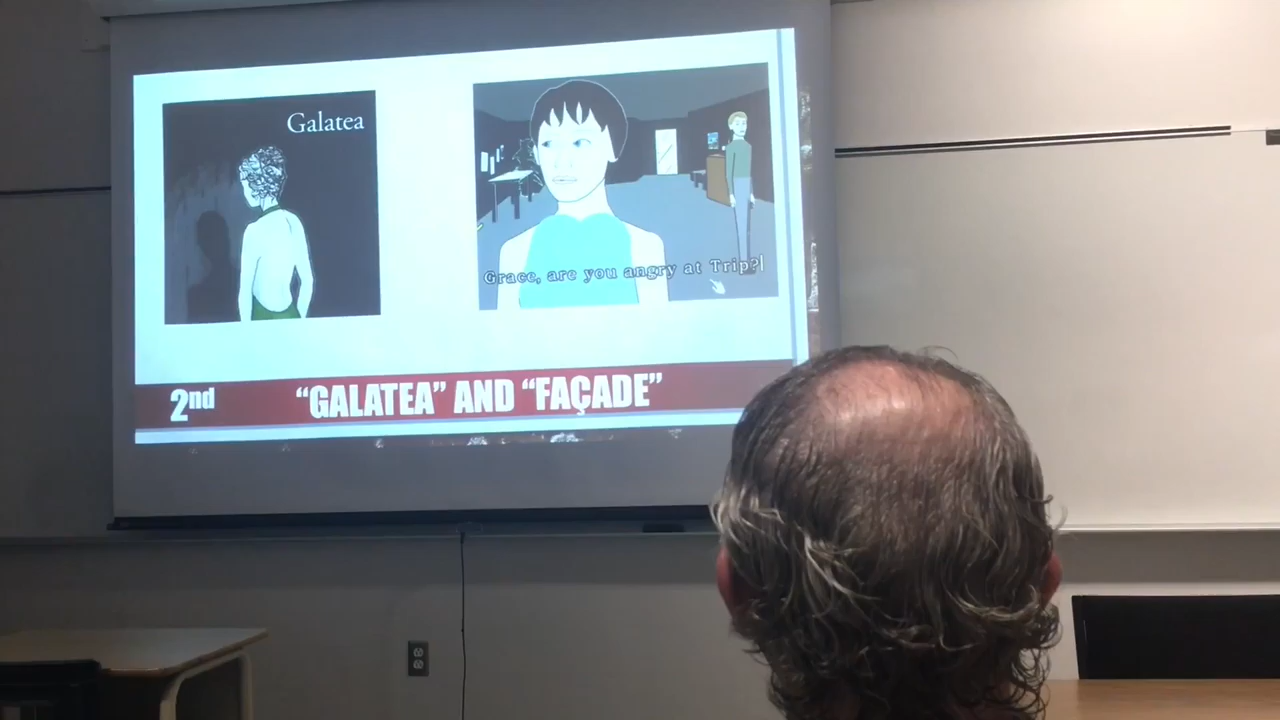 Galatea
Grace, are you angry at Trip?|
2nd
“GALATEA” AND “FAÇADE”